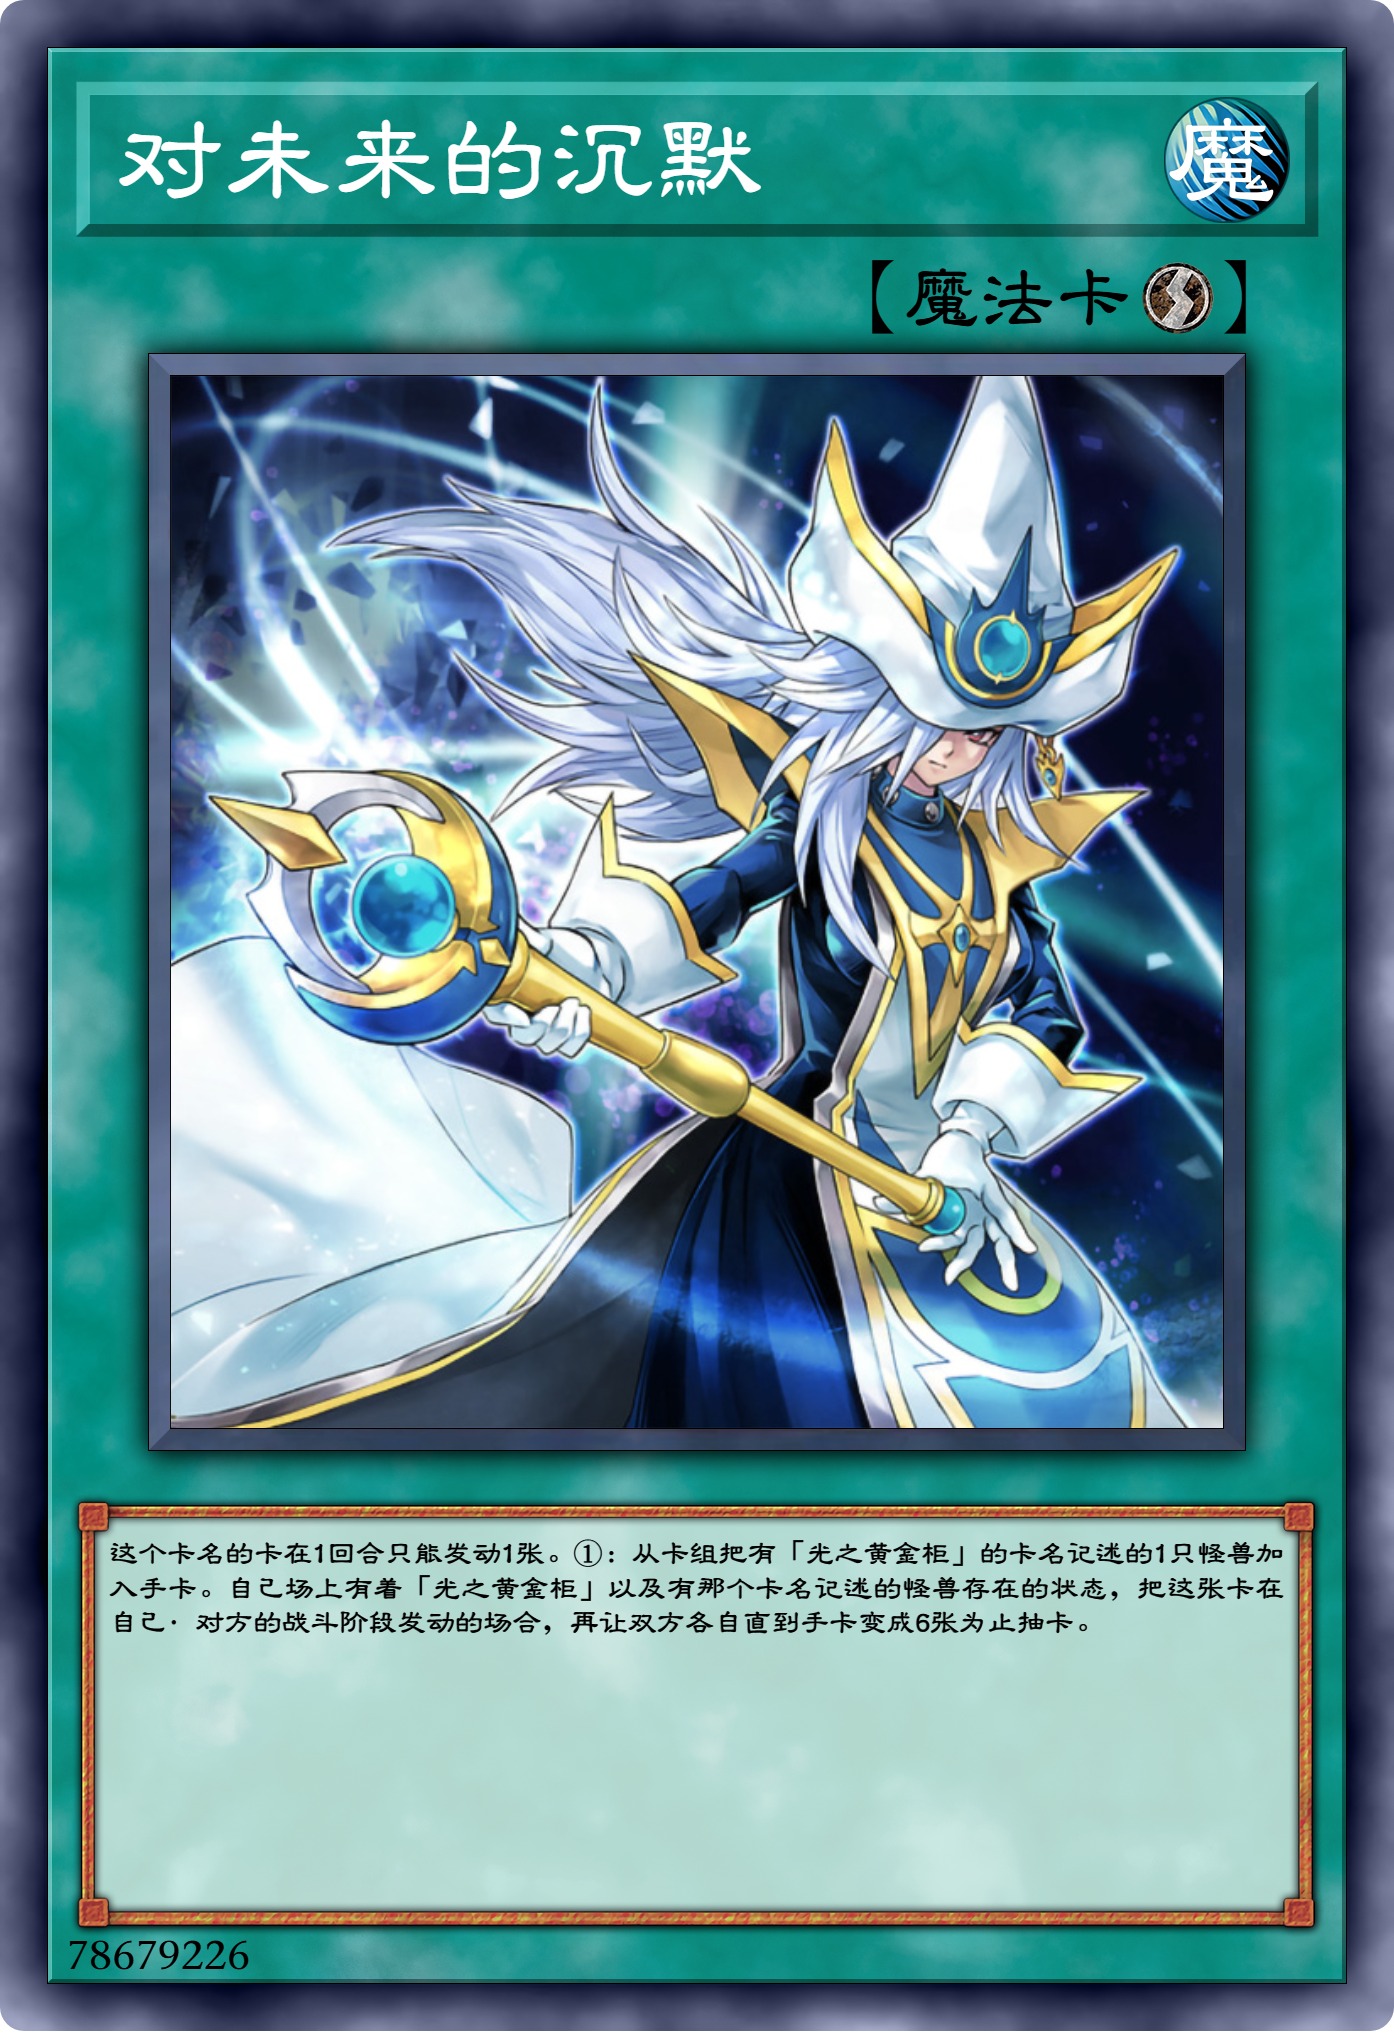 对未来的沉默
魔
【魔法卡】
这个卡名的卡在1回合只能发动1张。①：从卡组把有「光之黄金柜」的卡名记述的1只怪兽加
入手卡。自己场上有着「光之黄金柜」以及有那个卡名记述的怪兽存在的状态，把这张卡在
自己·对方的战斗阶段发动的场合，再让双方各自直到手卡变成6张为止抽卡。
78679226